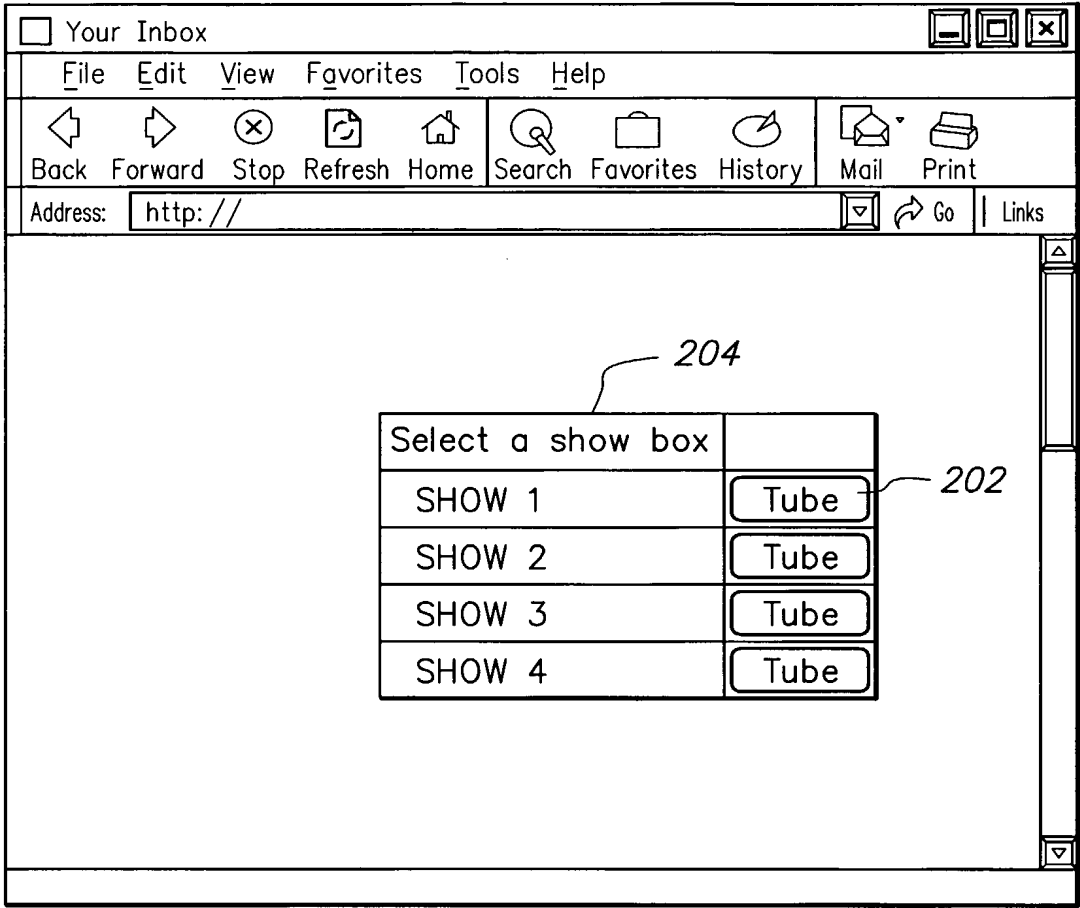 Your Inbox
File Edit View Favorites Tools Help
Back Forward Stop Refresh Home Search Favorites History Mail Print
Address: http:// Go Links
204
Select a show box
SHOW 1 Tube 202
SHOW 2 Tube
SHOW 3 Tube
SHOW 4 Tube